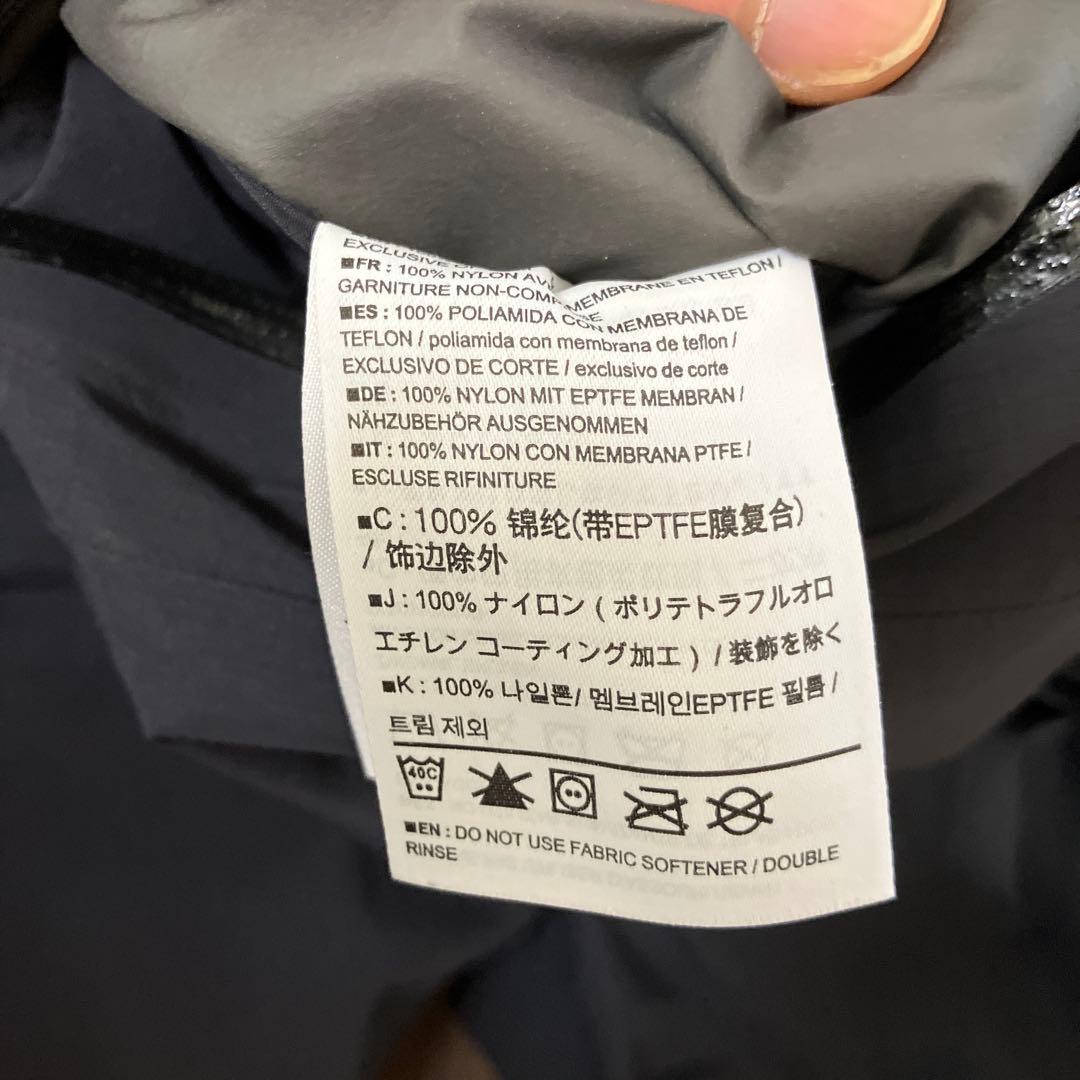 EXCLUSIVE
■FR : 100% NYLON AV MEMBRANE EN TEFLON /
GARNITURE NON-COMP
■ES : 100% POLIAMIDA CON MEMBRANA DE
TEFLON / poliamida con membrana de teflon /
EXCLUSIVO DE CORTE / exclusivo de corte
■DE : 100% NYLON MIT EPTFE MEMBRAN /
NÄHZUBEHÖR AUSGENOMMEN
■IT : 100% NYLON CON MEMBRANA PTFE /
ESCLUSE RIFINITURE
■C : 100% 锦纶(带EPTFE膜复合)
/ 饰边除外
■J : 100% ナイロン ( ポリテトラフルオロ
エチレン コーティング加工 ) / 装飾を除く
■K : 100% 나일론/ 멤브레인EPTFE 필름 /
트림 제외
40C
■EN : DO NOT USE FABRIC SOFTENER / DOUBLE
RINSE